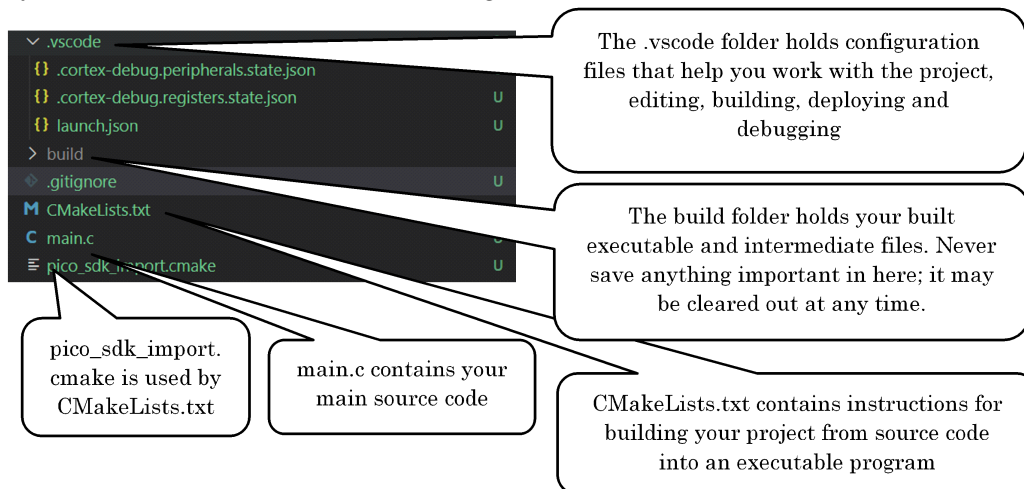 .vscode
{} .cortex-debug.peripherals.state.json
{} .cortex-debug.registers.state.json U
{} launch.json U
build
.gitignore U
M CMakeLists.txt
C main.c U
pico_sdk_import.cmake U
The .vscode folder holds configuration
files that help you work with the project,
editing, building, deploying and
debugging
The build folder holds your built
executable and intermediate files. Never
save anything important in here; it may
be cleared out at any time.
pico_sdk_import.
cmake is used by
CMakeLists.txt
main.c contains your
main source code
CMakeLists.txt contains instructions for
building your project from source code
into an executable program